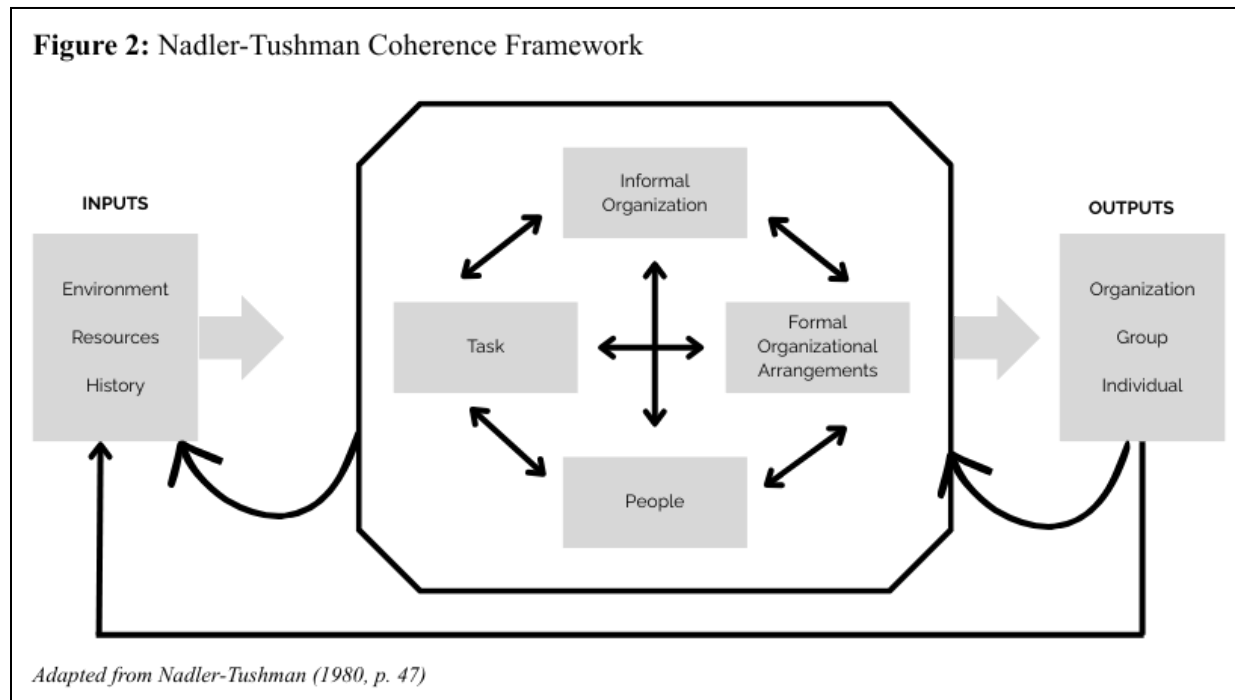 Figure 2: Nadler-Tushman Coherence Framework
INPUTS
Environment
Resources
History
Informal
Organization
Task
Formal
Organizational
Arrangements
People
OUTPUTS
Organization
Group
Individual
Adapted from Nadler-Tushman (1980, p. 47)